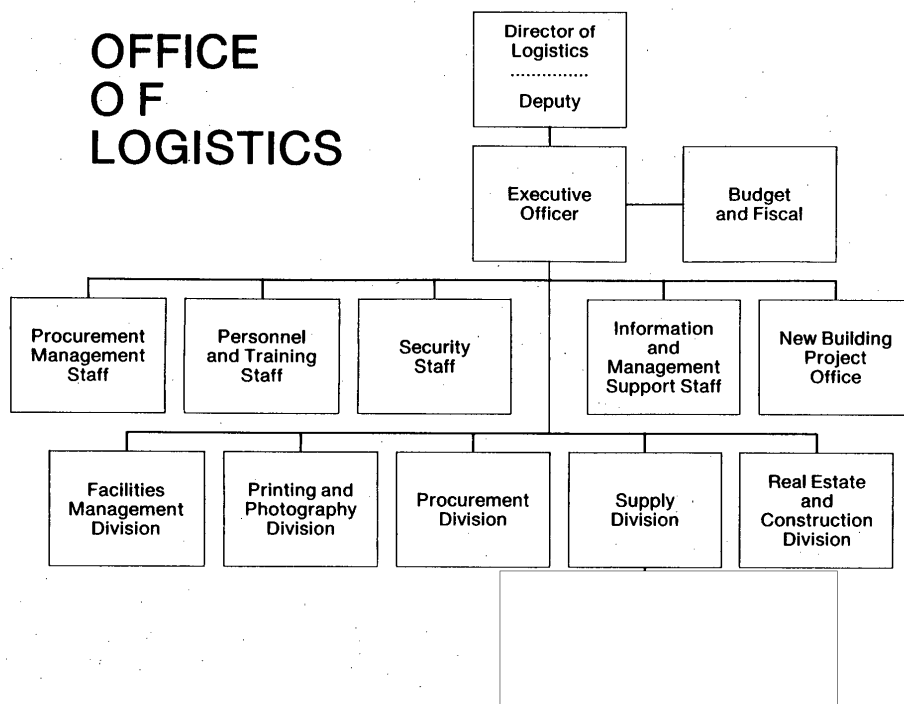 OFFICE
O F
LOGISTICS
Director of
Logistics
...............
Deputy
Executive
Officer
Budget
and Fiscal
Procurement
Management
Staff
Personnel
and Training
Staff
Security
Staff
Information
and
Management
Support Staff
New Building
Project
Office
Facilities
Management
Division
Printing and
Photography
Division
Procurement
Division
Supply
Division
Real Estate
and
Construction
Division